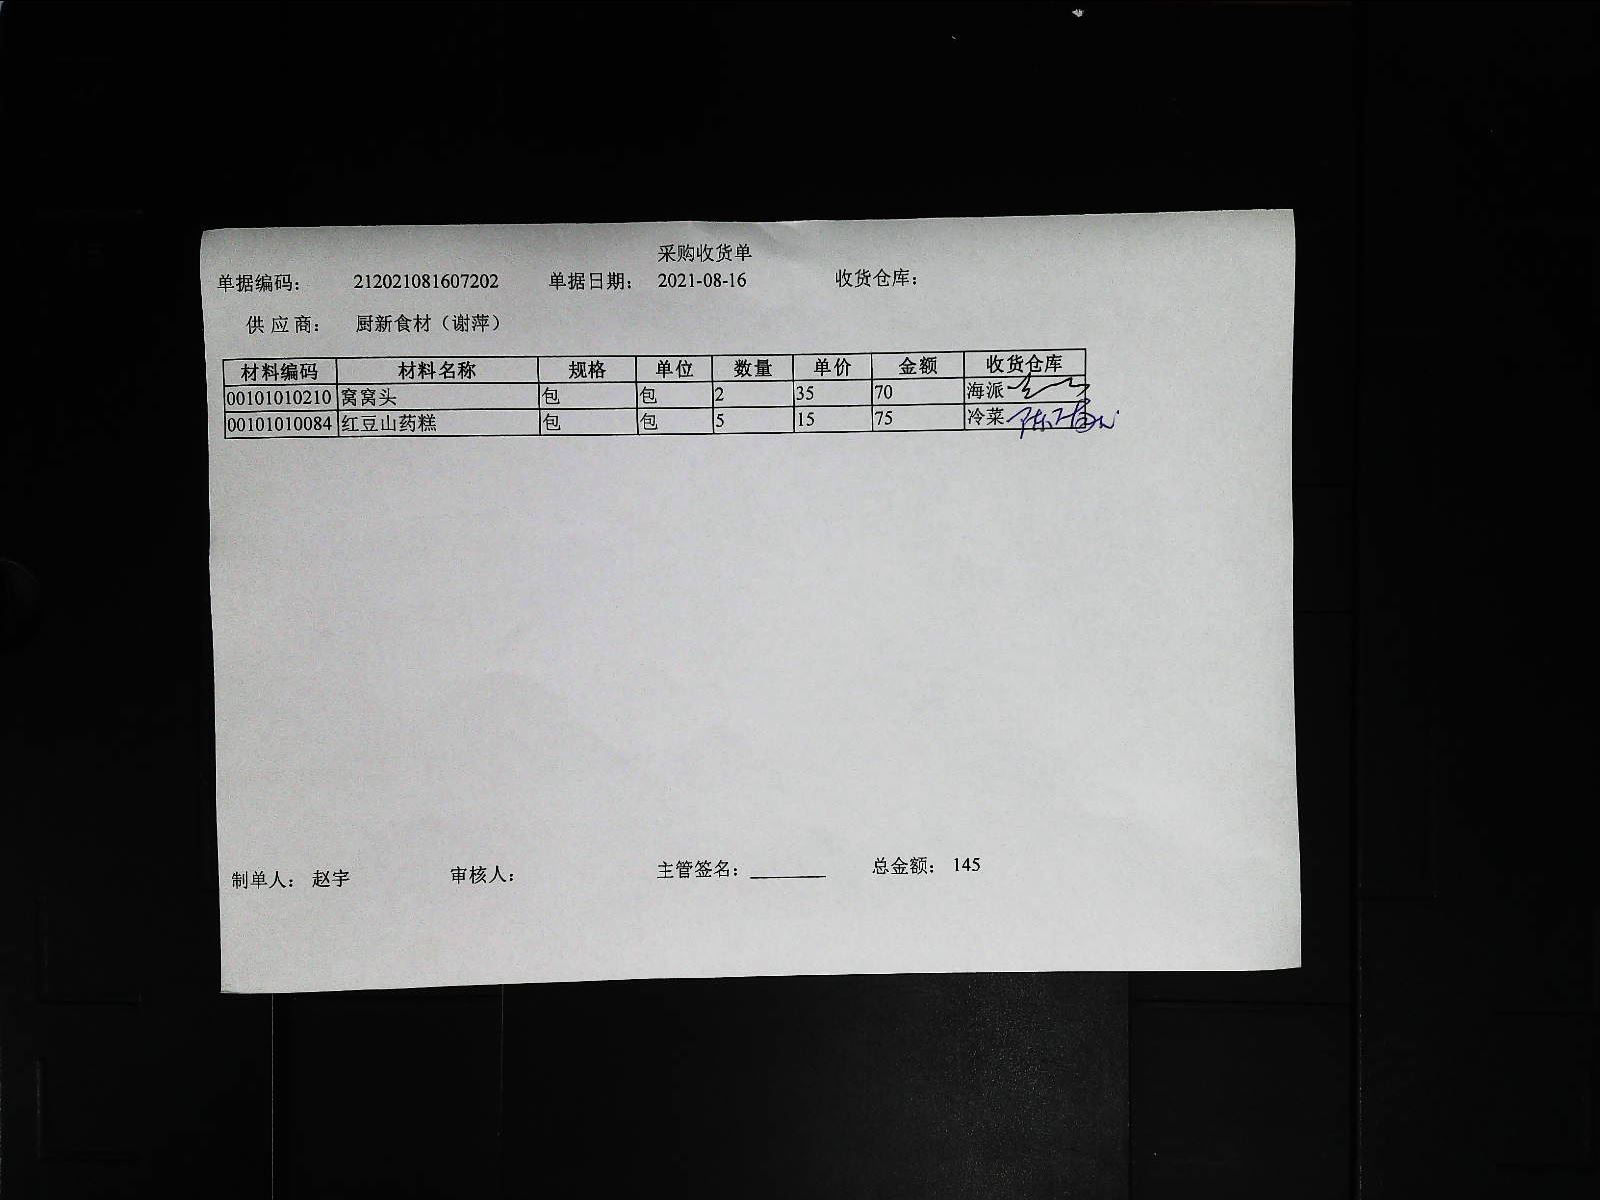 采购收货单
单据编码： 212021081607202 单据日期： 2021-08-16 收货仓库：
供 应 商： 厨新食材（谢萍）
材料编码 材料名称 规格 单位 数量 单价 金额 收货仓库
00101010210 窝窝头 包 包 2 35 70 海派
00101010084 红豆山药糕 包 包 5 15 75 冷菜
制单人： 赵宇 审核人： 主管签名：________ 总金额： 145